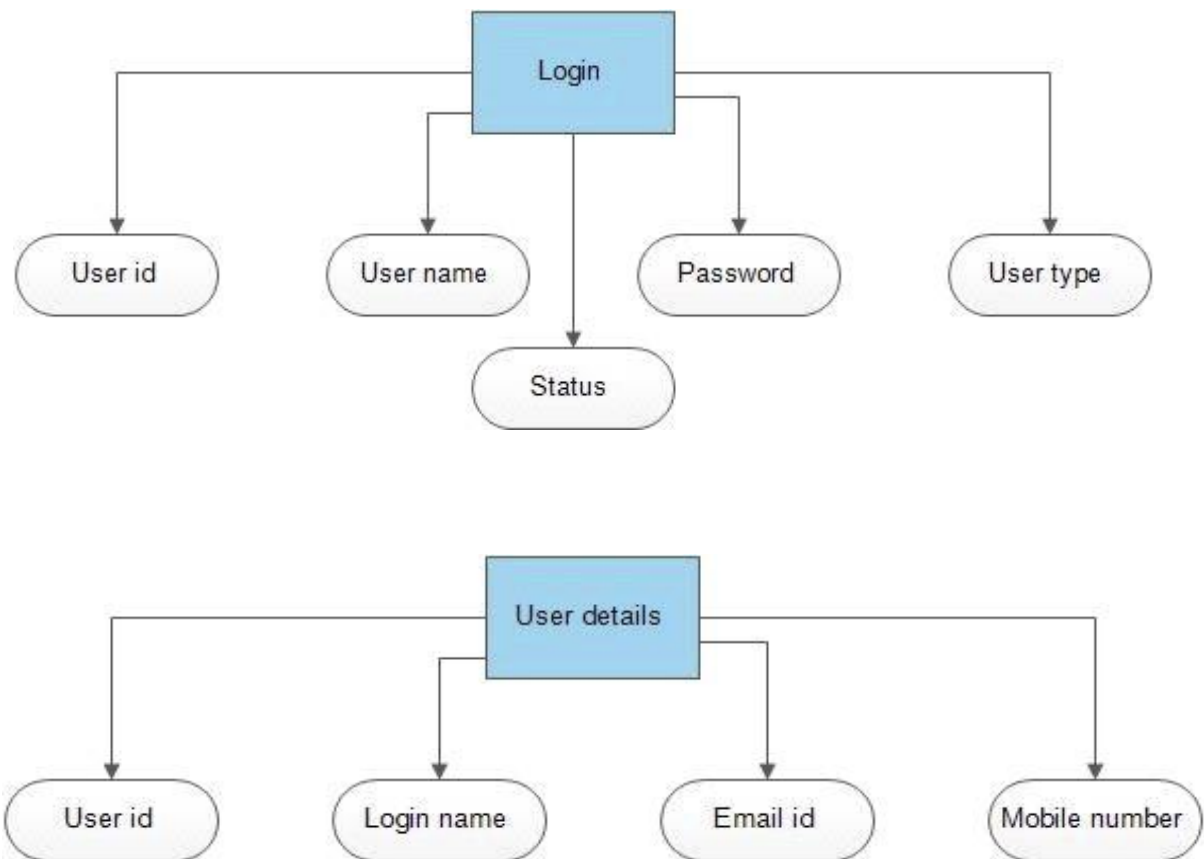 Login
User id
User name
Password
User type
Status
User details
User id
Login name
Email id
Mobile number